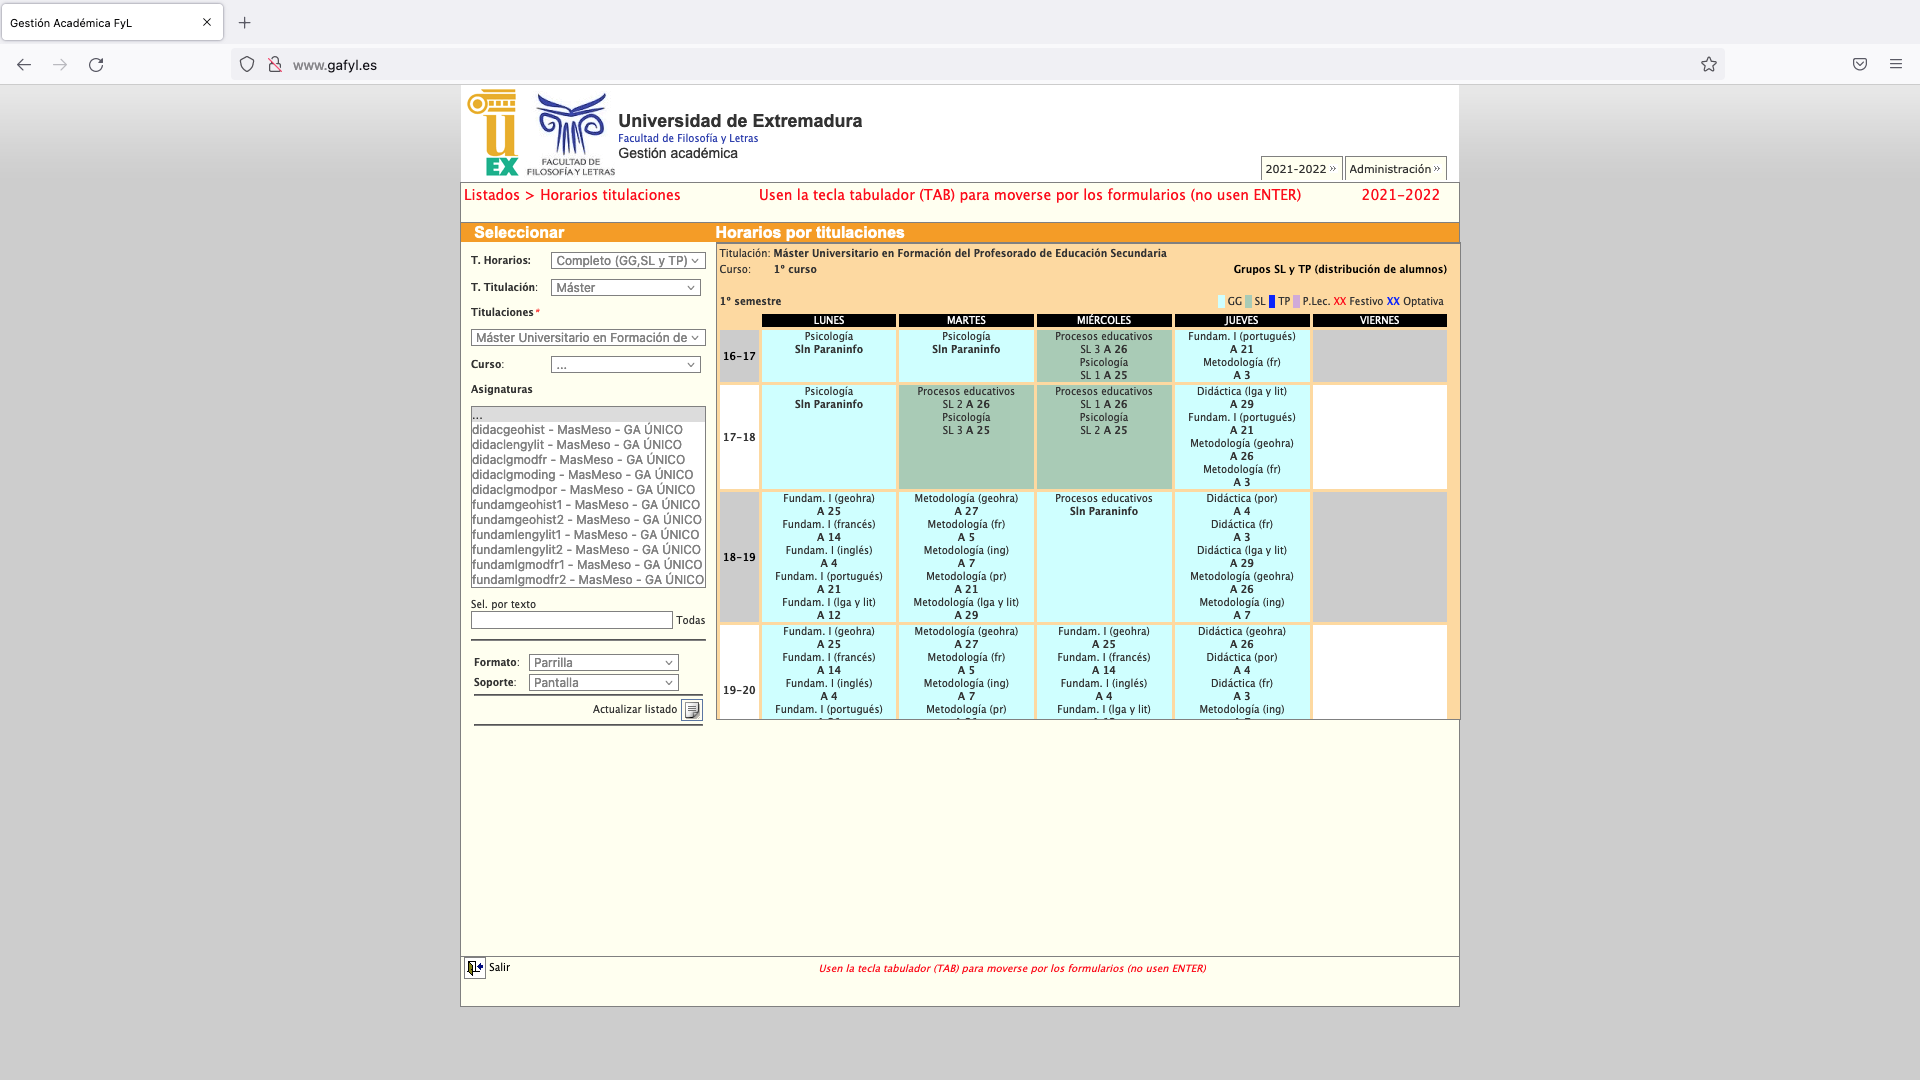 Gestión Académica FyL
www.gafyl.es
UEX
FACULTAD DE
FILOSOFÍA Y LETRAS
Universidad de Extremadura
Facultad de Filosofía y Letras
Gestión académica
2021-2022 »
Administración »
Listados > Horarios titulaciones
Usen la tecla tabulador (TAB) para moverse por los formularios (no usen ENTER)
2021-2022
Seleccionar
T. Horarios: Completo (GG,SL y TP)
T. Titulación: Máster
Titulaciones*
Máster Universitario en Formación de
Curso: ...
Asignaturas
...
didacgeohist - MasMeso - GA ÚNICO
didaclengylit - MasMeso - GA ÚNICO
didaclgmodfr - MasMeso - GA ÚNICO
didaclgmoding - MasMeso - GA ÚNICO
didaclgmodpor - MasMeso - GA ÚNICO
fundamgeohist1 - MasMeso - GA ÚNICO
fundamgeohist2 - MasMeso - GA ÚNICO
fundamlengylit1 - MasMeso - GA ÚNICO
fundamlengylit2 - MasMeso - GA ÚNICO
fundamlgmodfr1 - MasMeso - GA ÚNICO
fundamlgmodfr2 - MasMeso - GA ÚNICO
Sel. por texto
Todas
Formato: Parrilla
Soporte: Pantalla
Actualizar listado
Horarios por titulaciones
Titulación: Máster Universitario en Formación del Profesorado de Educación Secundaria
Curso: 1º curso
Grupos SL y TP (distribución de alumnos)
1º semestre
GG SL TP P.Lec. XX Festivo XX Optativa
LUNES MARTES MIÉRCOLES JUEVES VIERNES
16-17
Psicología
Sln Paraninfo
Psicología
Sln Paraninfo
Procesos educativos
SL 3 A 26
Psicología
SL 1 A 25
Fundam. I (portugués)
A 21
Metodología (fr)
A 3
17-18
Psicología
Sln Paraninfo
Procesos educativos
SL 2 A 26
Psicología
SL 3 A 25
Procesos educativos
SL 1 A 26
Psicología
SL 2 A 25
Didáctica (lga y lit)
A 29
Fundam. I (portugués)
A 21
Metodología (geohra)
A 26
Metodología (fr)
A 3
18-19
Fundam. I (geohra)
A 25
Fundam. I (francés)
A 14
Fundam. I (inglés)
A 4
Fundam. I (portugués)
A 21
Fundam. I (lga y lit)
A 12
Metodología (geohra)
A 27
Metodología (fr)
A 5
Metodología (ing)
A 7
Metodología (pr)
A 21
Metodología (lga y lit)
A 29
Procesos educativos
Sln Paraninfo
Didáctica (por)
A 4
Didáctica (fr)
A 3
Didáctica (lga y lit)
A 29
Metodología (geohra)
A 26
Metodología (ing)
A 7
19-20
Fundam. I (geohra)
A 25
Fundam. I (francés)
A 14
Fundam. I (inglés)
A 4
Fundam. I (portugués)
Metodología (geohra)
A 27
Metodología (fr)
A 5
Metodología (ing)
A 7
Metodología (pr)
Fundam. I (geohra)
A 25
Fundam. I (francés)
A 14
Fundam. I (inglés)
A 4
Fundam. I (lga y lit)
Didáctica (geohra)
A 26
Didáctica (por)
A 4
Didáctica (fr)
A 3
Metodología (ing)
Salir
Usen la tecla tabulador (TAB) para moverse por los formularios (no usen ENTER)